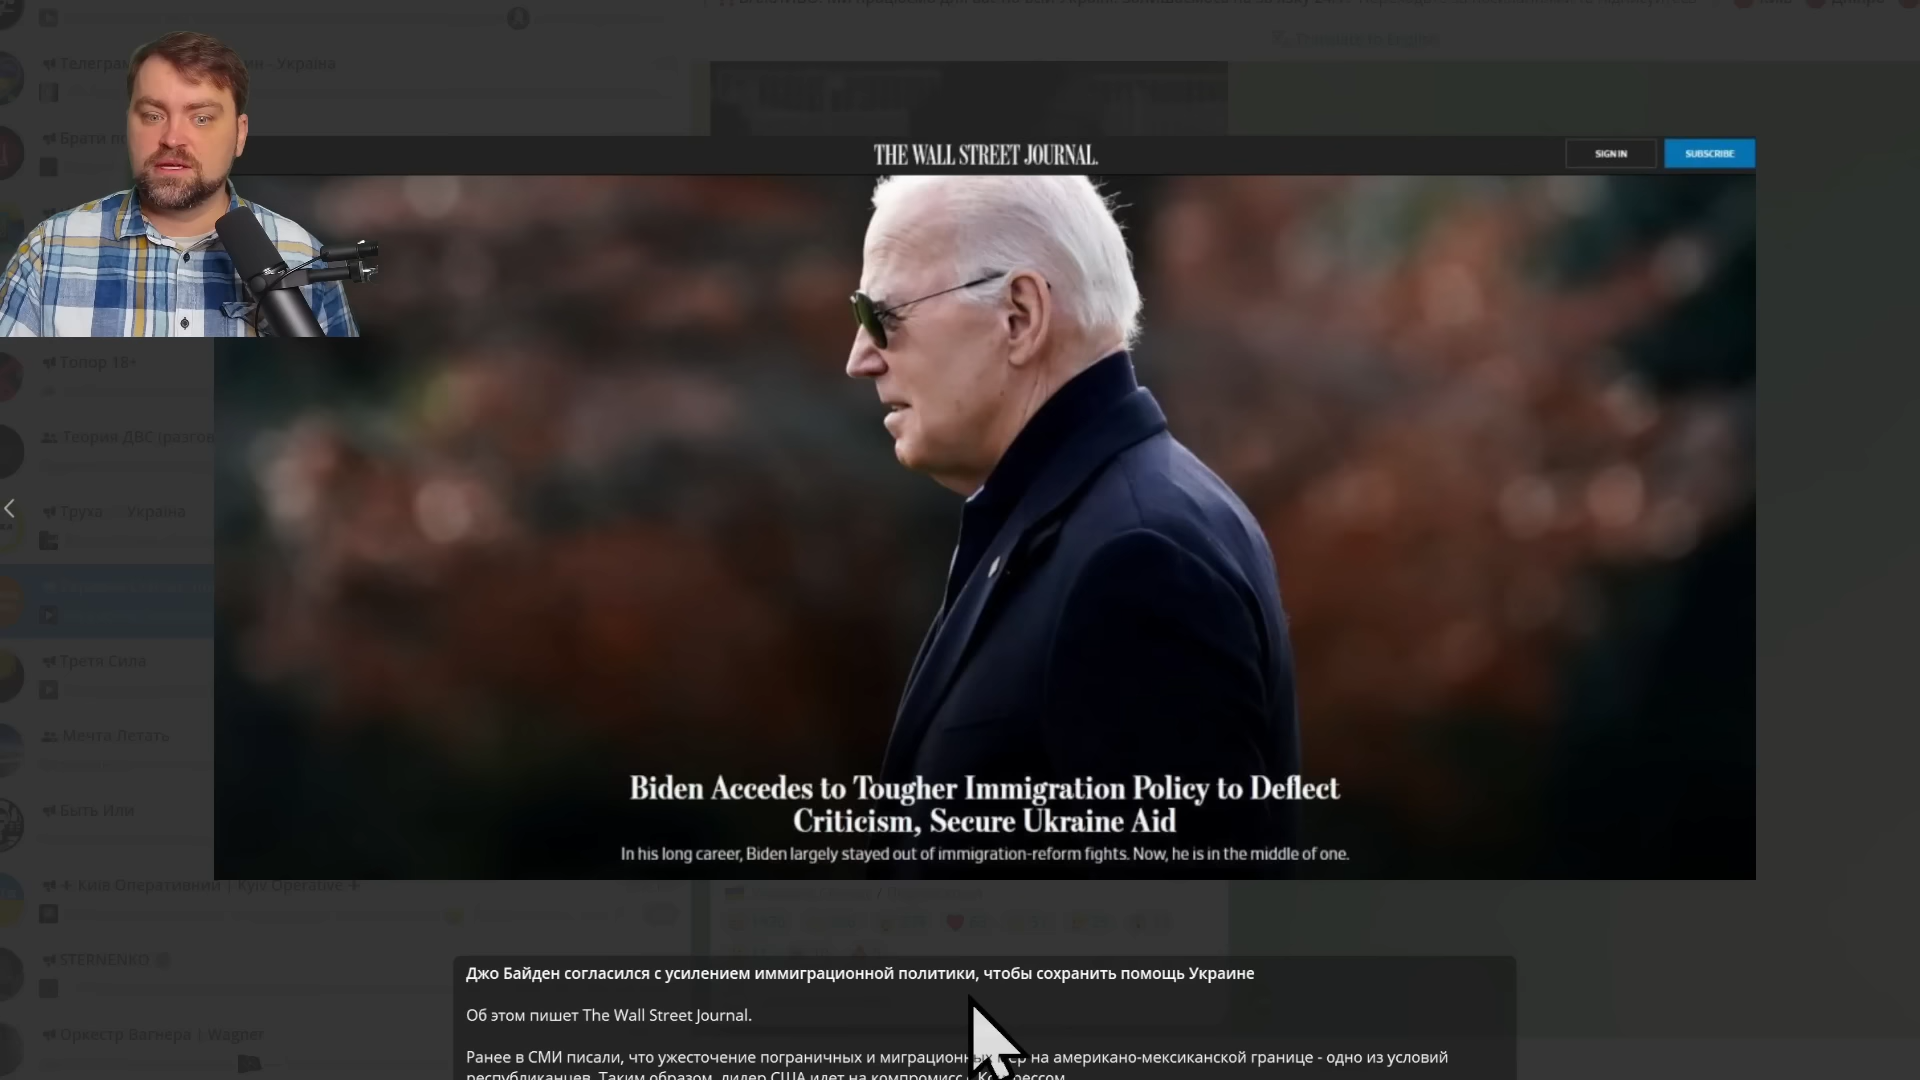 Телеграм
ин - Україна
Брати по
THE WALL STREET JOURNAL.
SIGN IN
SUBSCRIBE
Топор 18+
Теория ДВС (разгов
Труха
Україна
Третя Сила
Мечта Летать
Быть Или
Biden Accedes to Tougher Immigration Policy to Deflect
Criticism, Secure Ukraine Aid
In his long career, Biden largely stayed out of immigration-reform fights. Now, he is in the middle of one.
Київ Оперативний | Kyiv Operative
STERNENKO
Оркестр Вагнера | Wagner
Джо Байден согласился с усилением иммиграционной политики, чтобы сохранить помощь Украине
Об этом пишет The Wall Street Journal.
Ранее в СМИ писали, что ужесточение пограничных и миграционных мер на американо-мексиканской границе - одно из условий
республиканцев. Таким образом, лидер США идет на компромисс с Конгрессом.